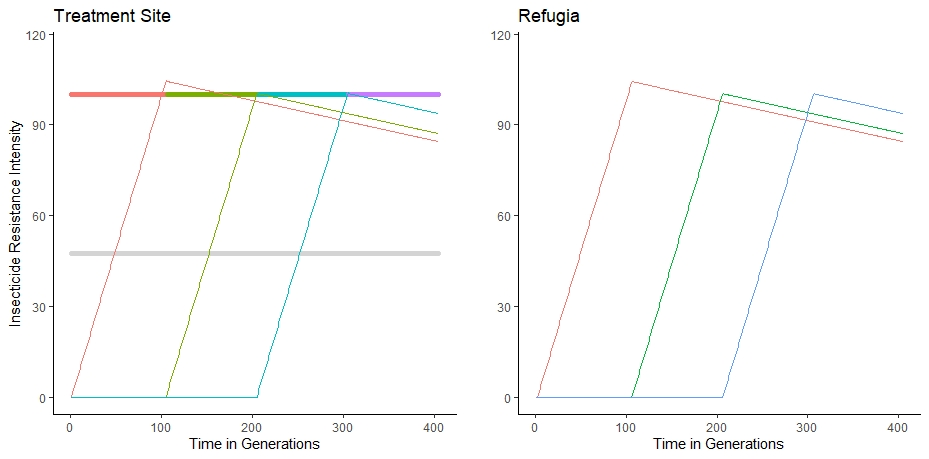 Treatment Site
120
90
60
30
0
Insecticide Resistance Intensity
0 100 200 300 400
Time in Generations
Refugia
120
90
60
30
0
0 100 200 300 400
Time in Generations